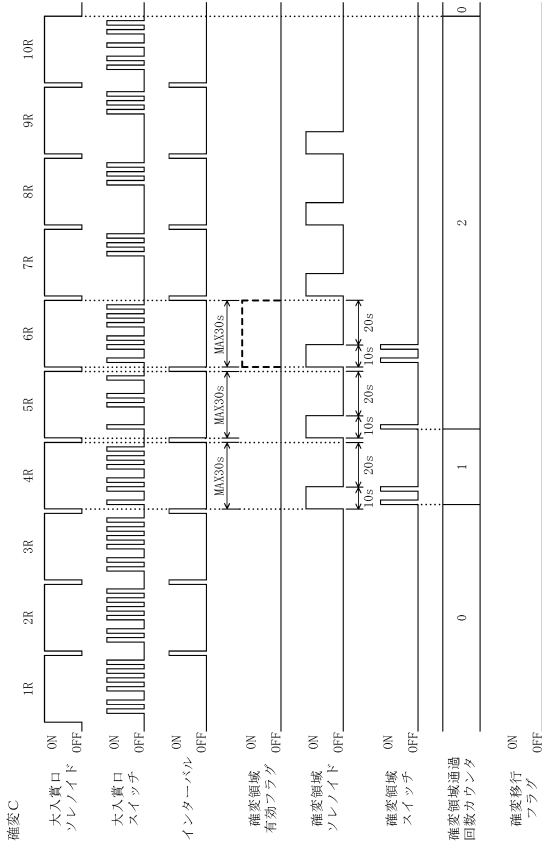 確変C
1R 2R 3R 4R 5R 6R 7R 8R 9R 10R
大入賞口
ソレノイド
ON
OFF
大入賞口
スイッチ
ON
OFF
インターバル
ON
OFF
MAX30s MAX30s MAX30s
確変領域
有効フラグ
ON
OFF
確変領域
ソレノイド
ON
OFF
10s 20s 10s 20s 10s 20s
確変領域
スイッチ
ON
OFF
確変領域通過
回数カウンタ
0 1 2 0
確変移行
フラグ
ON
OFF